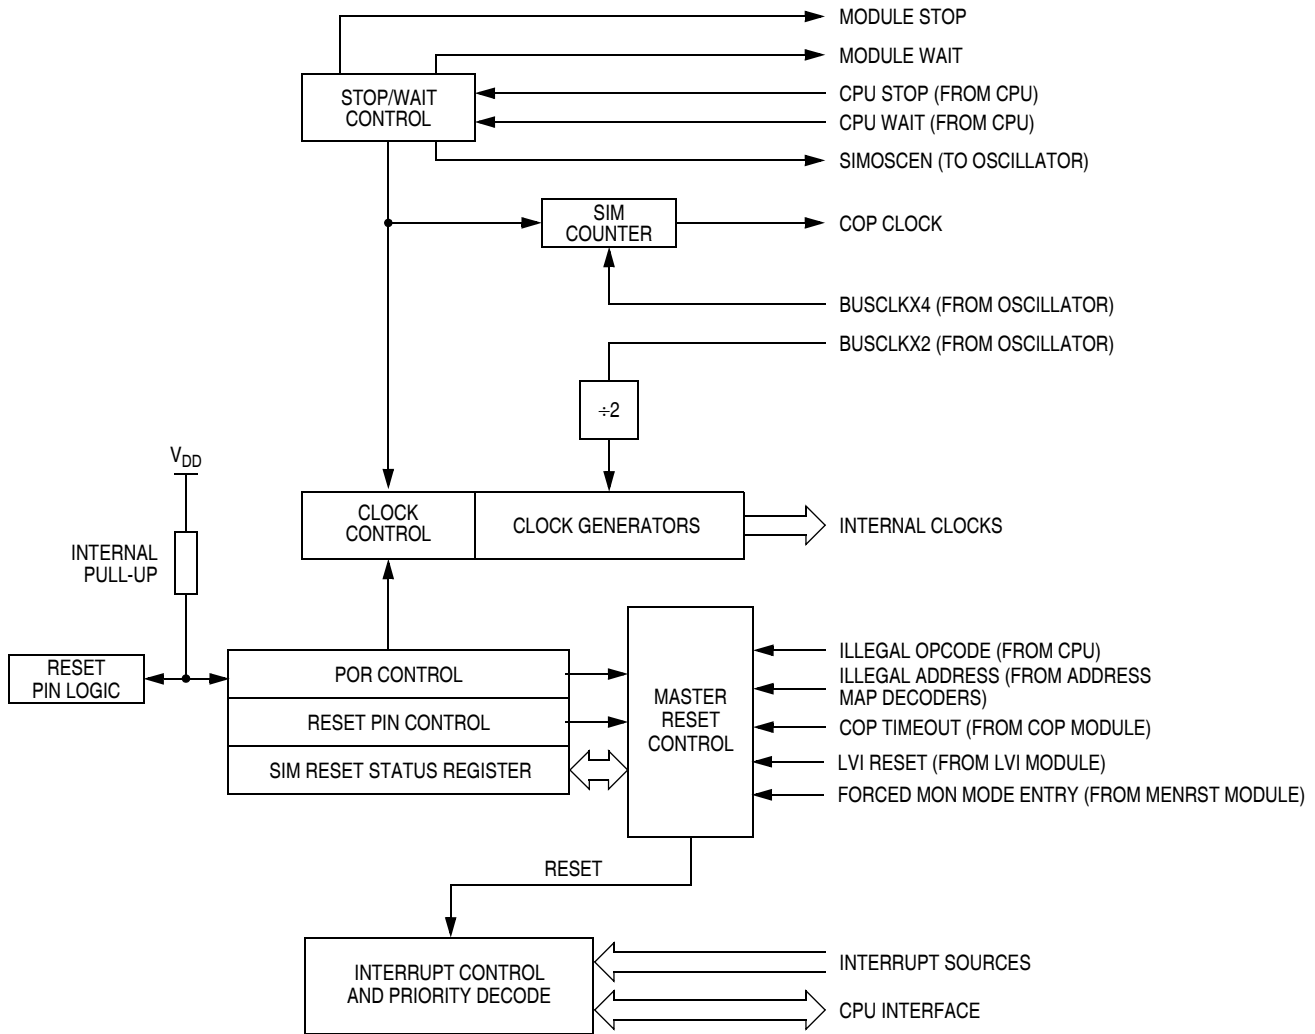 MODULE STOP
MODULE WAIT
STOP/WAIT
CONTROL
CPU STOP (FROM CPU)
CPU WAIT (FROM CPU)
SIMOSCEN (TO OSCILLATOR)
SIM
COUNTER
COP CLOCK
BUSCLKX4 (FROM OSCILLATOR)
BUSCLKX2 (FROM OSCILLATOR)
÷2
VDD
INTERNAL
PULL-UP
CLOCK
CONTROL
CLOCK GENERATORS
INTERNAL CLOCKS
RESET
PIN LOGIC
POR CONTROL
RESET PIN CONTROL
SIM RESET STATUS REGISTER
MASTER
RESET
CONTROL
ILLEGAL OPCODE (FROM CPU)
ILLEGAL ADDRESS (FROM ADDRESS
MAP DECODERS)
COP TIMEOUT (FROM COP MODULE)
LVI RESET (FROM LVI MODULE)
FORCED MON MODE ENTRY (FROM MENRST MODULE)
RESET
INTERRUPT CONTROL
AND PRIORITY DECODE
INTERRUPT SOURCES
CPU INTERFACE